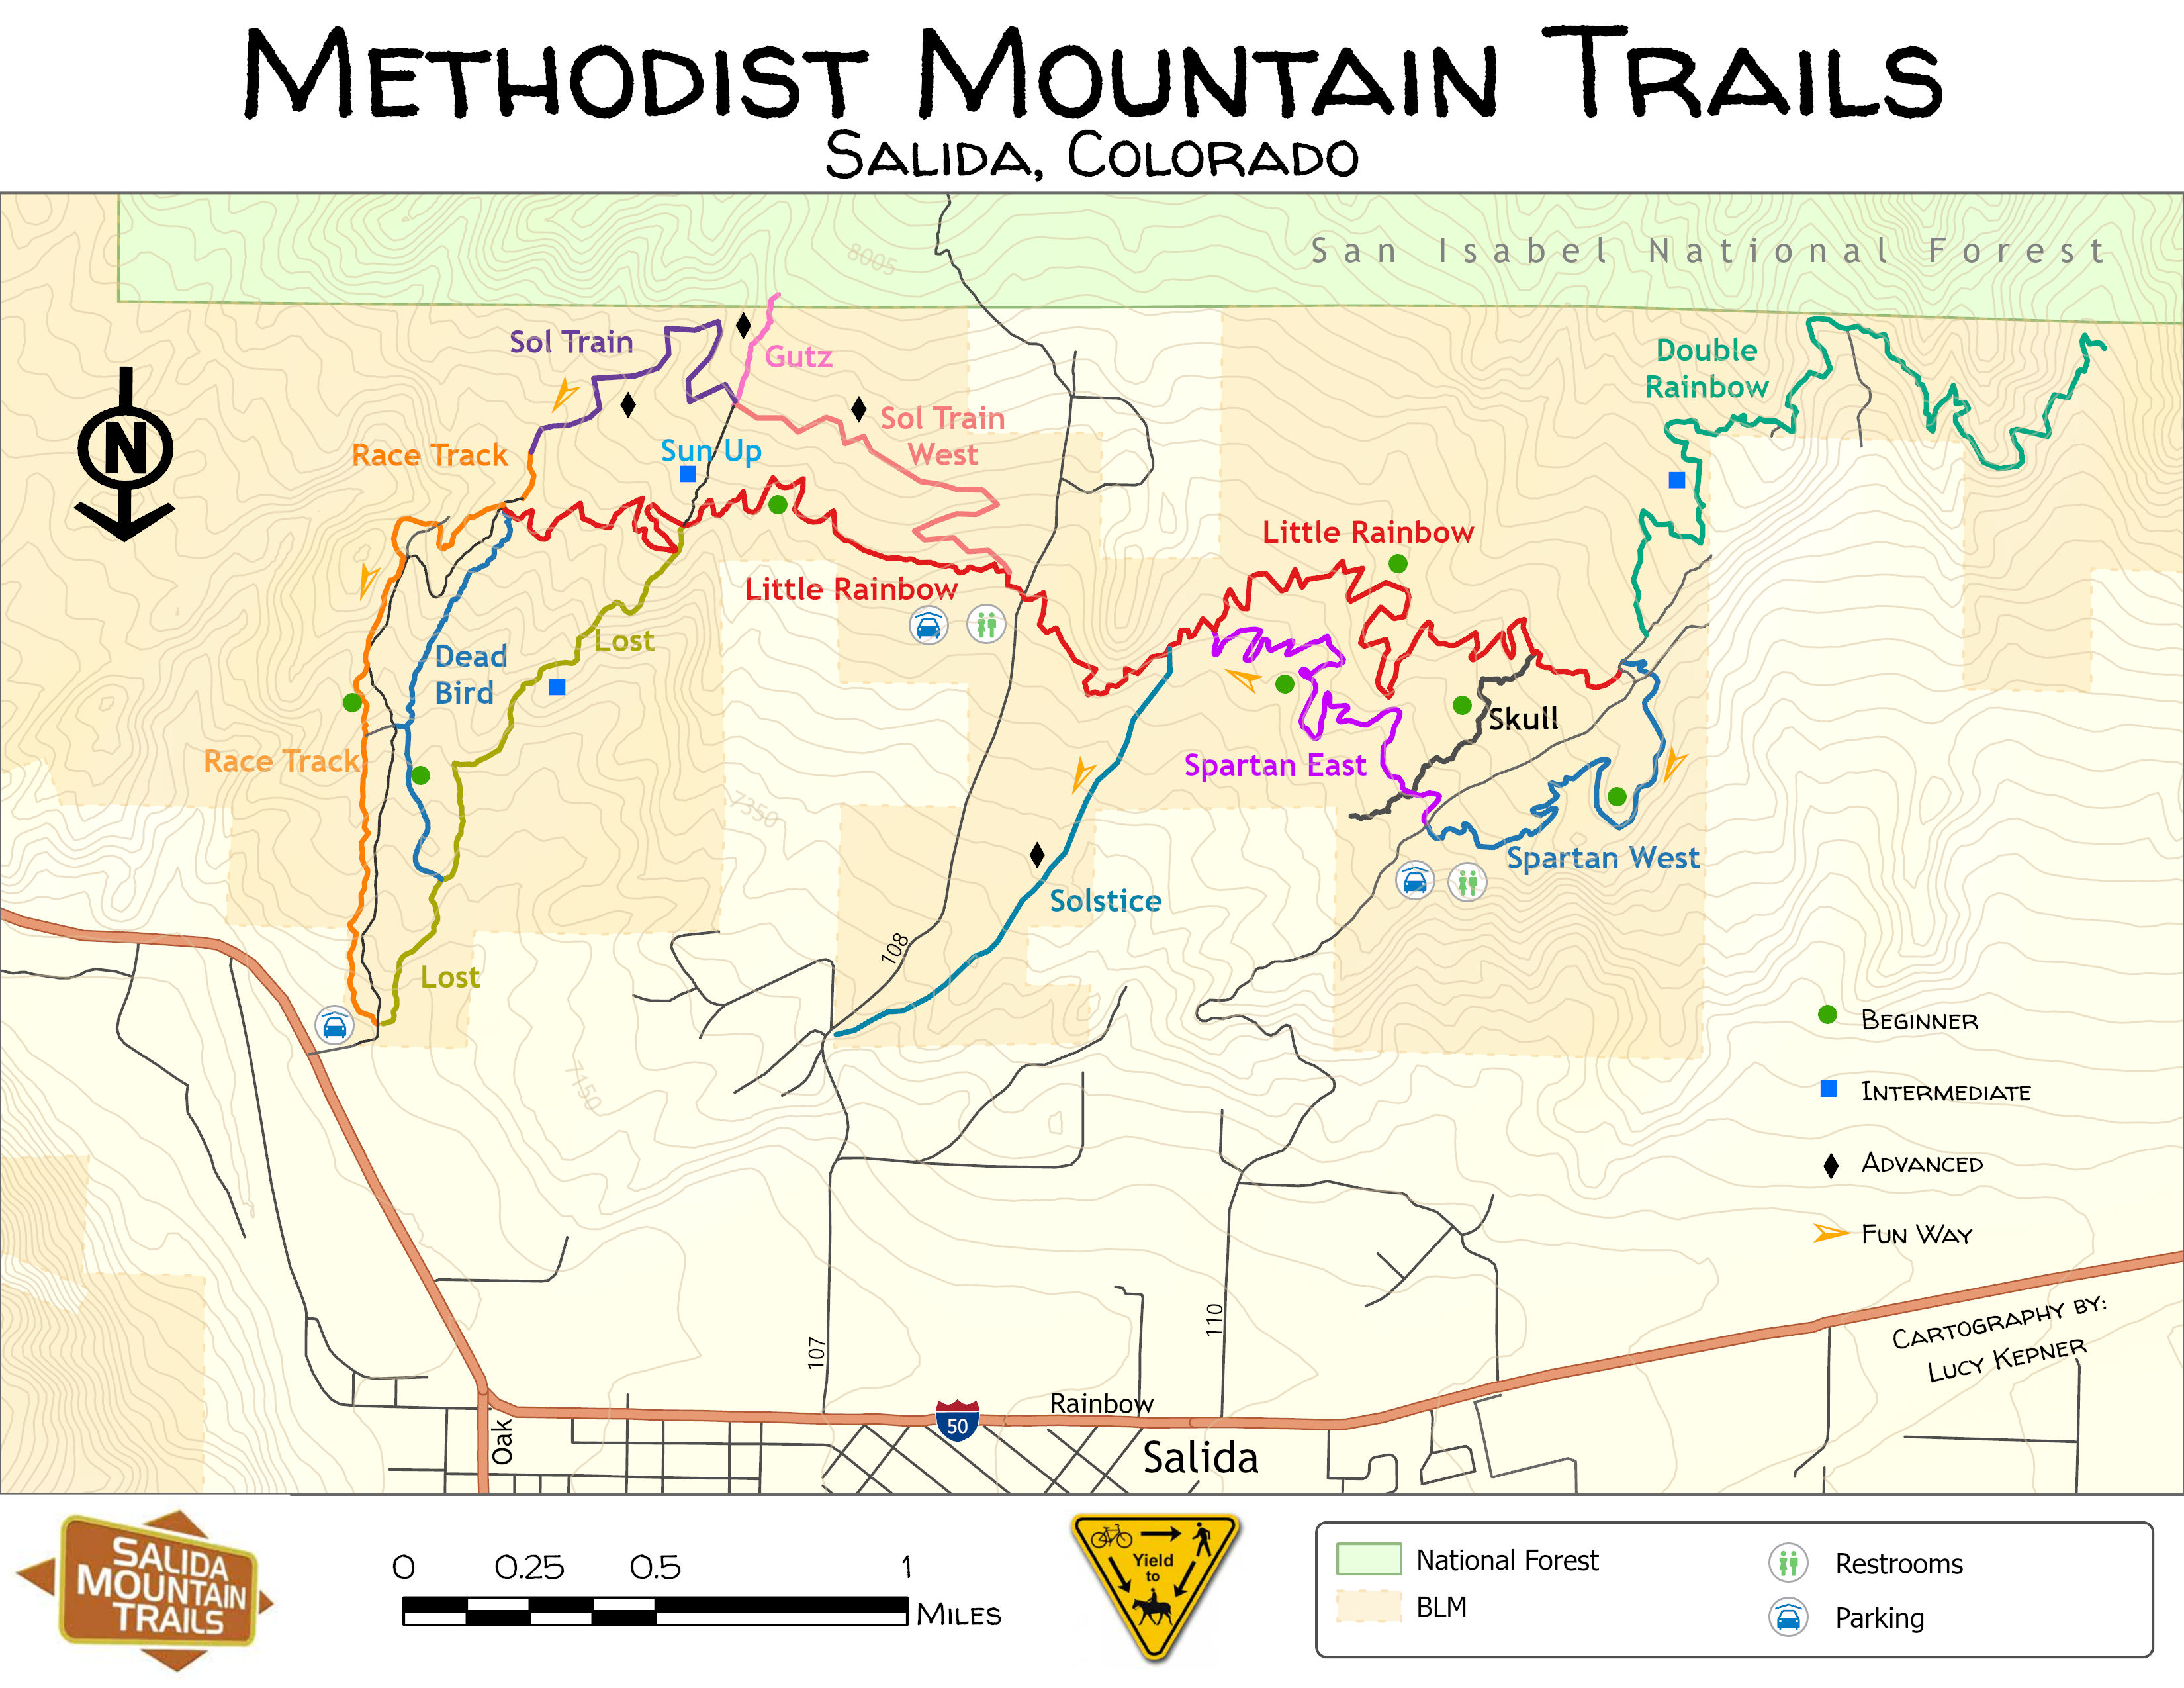 METHODIST MOUNTAIN TRAILS
SALIDA, COLORADO
San Isabel National Forest
8005
Sol Train
Gutz
Double
Rainbow
N
Race Track
Sun Up
Sol Train
West
Little Rainbow
Little Rainbow
Lost
Dead
Bird
Skull
Race Track
Spartan East
7350
Spartan West
Solstice
108
Lost
7150
BEGINNER
INTERMEDIATE
ADVANCED
FUN WAY
107
110
CARTOGRAPHY BY:
LUCY KEPNER
Rainbow
50
Oak
Salida
SALIDA
MOUNTAIN
TRAILS
0 0.25 0.5 1
MILES
Yield
to
National Forest
BLM
Restrooms
Parking